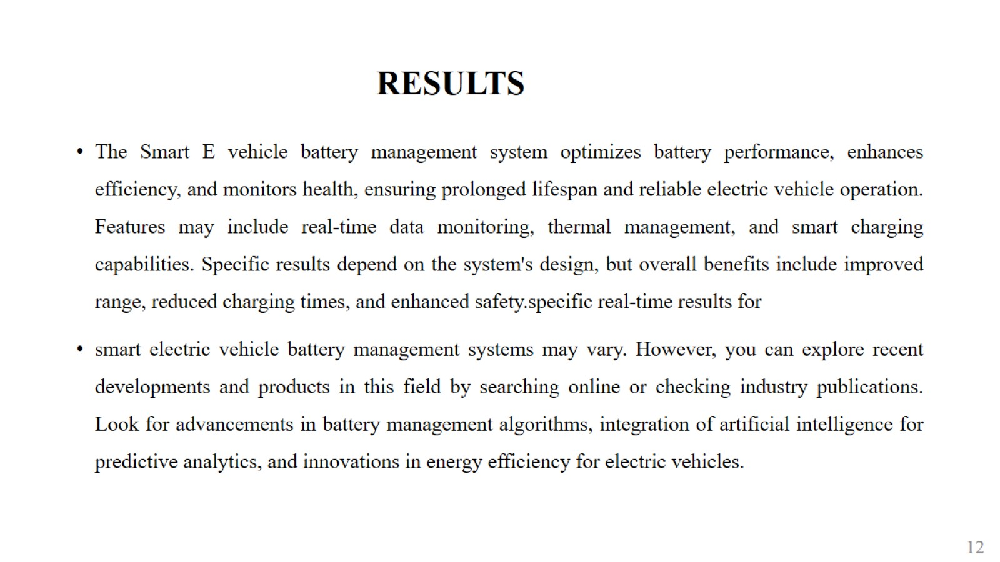 RESULTS
• The Smart E vehicle battery management system optimizes battery performance, enhances
efficiency, and monitors health, ensuring prolonged lifespan and reliable electric vehicle operation.
Features may include real-time data monitoring, thermal management, and smart charging
capabilities. Specific results depend on the system's design, but overall benefits include improved
range, reduced charging times, and enhanced safety.specific real-time results for
• smart electric vehicle battery management systems may vary. However, you can explore recent
developments and products in this field by searching online or checking industry publications.
Look for advancements in battery management algorithms, integration of artificial intelligence for
predictive analytics, and innovations in energy efficiency for electric vehicles.
12